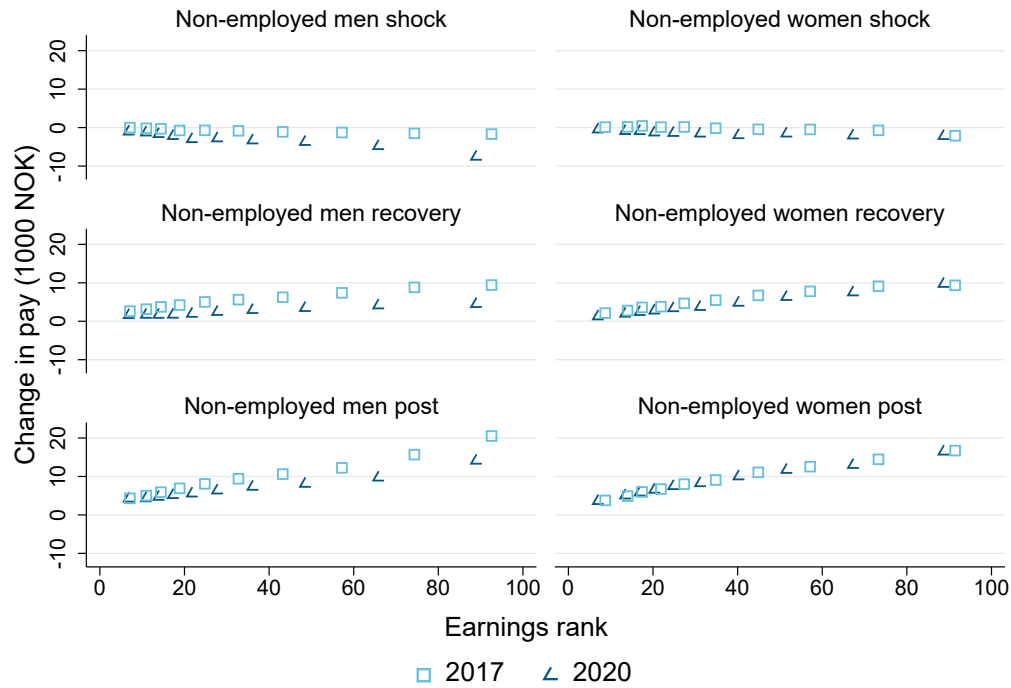 Non-employed men shock
Non-employed women shock
20
10
0
-10
Non-employed men recovery
Non-employed women recovery
20
10
0
-10
Change in pay (1000 NOK)
Non-employed men post
Non-employed women post
20
10
0
-10
0 20 40 60 80 100
0 20 40 60 80 100
Earnings rank
2017 2020